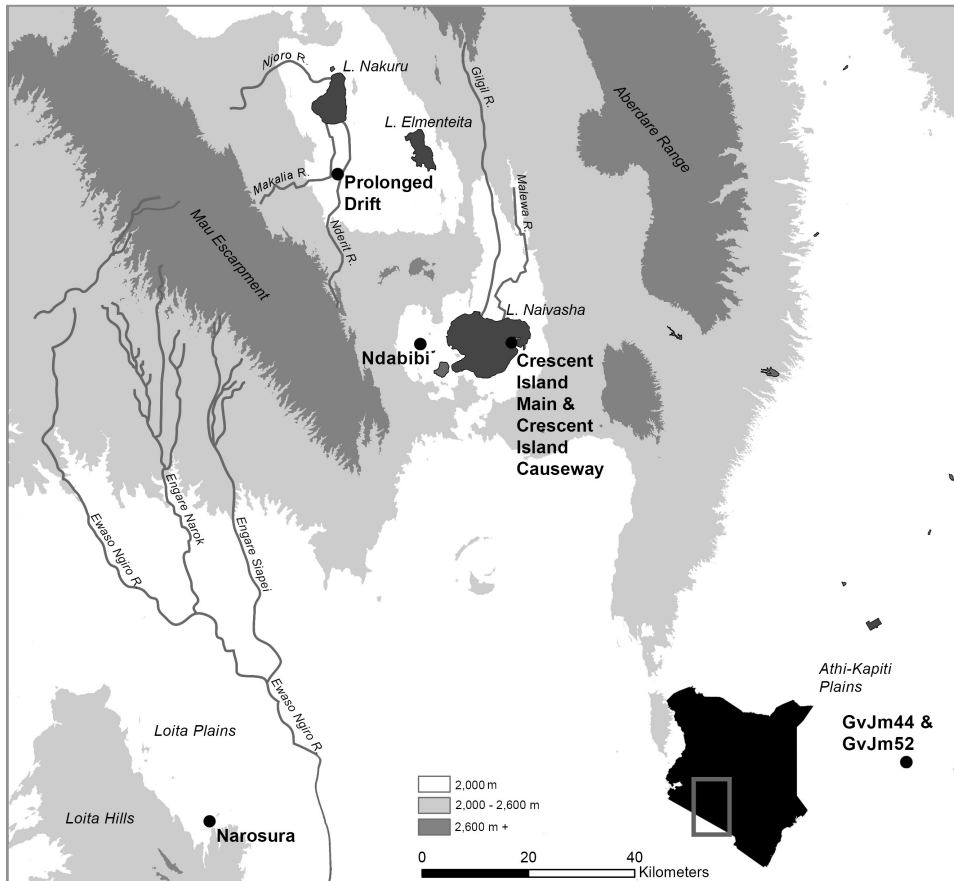 Njoro R.
L. Nakuru
Gilgil R.
Aberdare Range
L. Elmenteita
Makalia R.
Prolonged
Drift
Malewa R.
Mau Escarpment
Nderit R.
L. Naivasha
Ndabibi
Crescent
Island
Main &
Crescent
Island
Causeway
Ewaso Ngiro R.
Engare Narok
Engare Siapei
Ewaso Ngiro R.
Athi-Kapiti
Plains
Loita Plains
GvJm44 &
GvJm52
2,000 m
2,000 - 2,600 m
2,600 m +
Loita Hills
Narosura
0
20
40
Kilometers